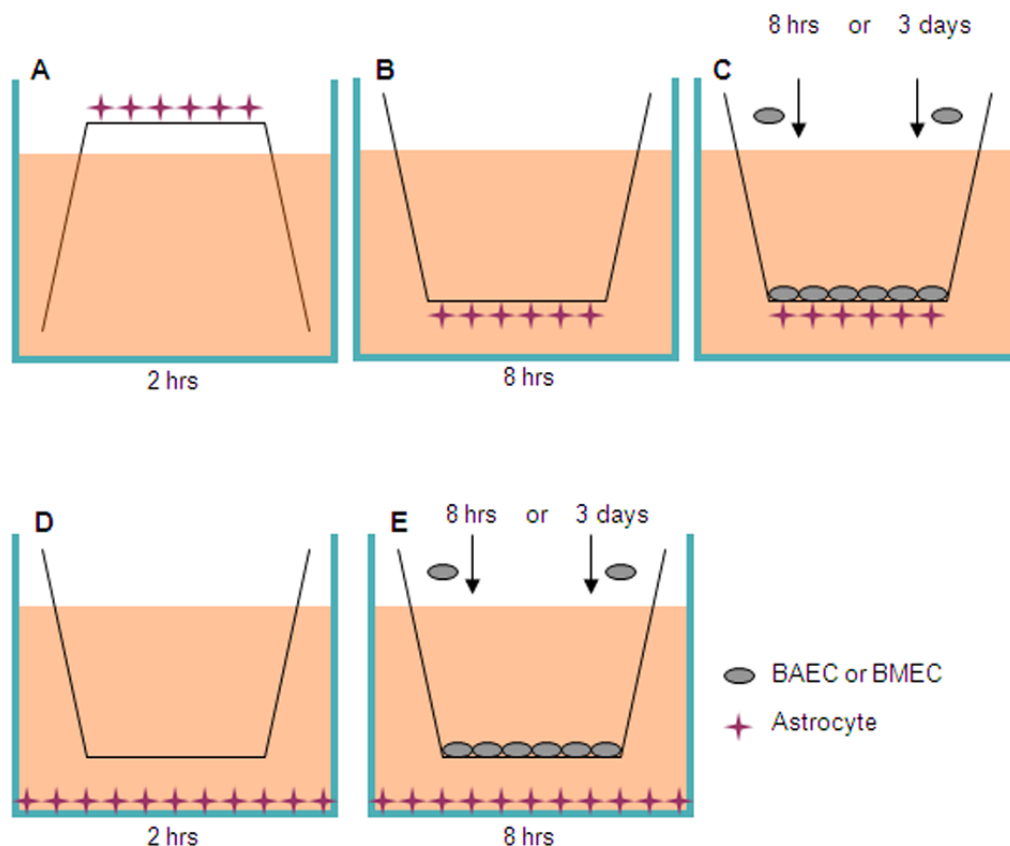 8 hrs or 3 days
A
B
C
2 hrs
8 hrs
D
E
8 hrs or 3 days
BAEC or BMEC
Astrocyte
2 hrs
8 hrs